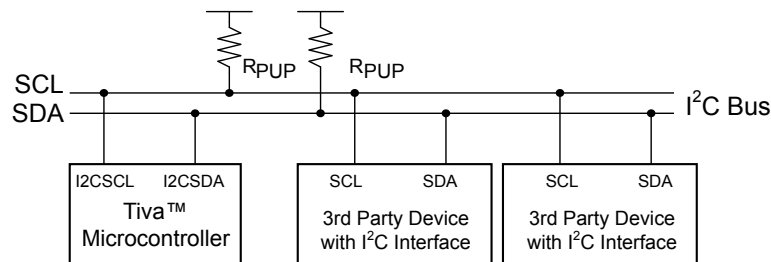 RPUP RPUP
SCL
SDA
I²C Bus
I2CSCL I2CSDA SCL SDA SCL SDA
Tiva™
Microcontroller
3rd Party Device
with I²C Interface
3rd Party Device
with I²C Interface